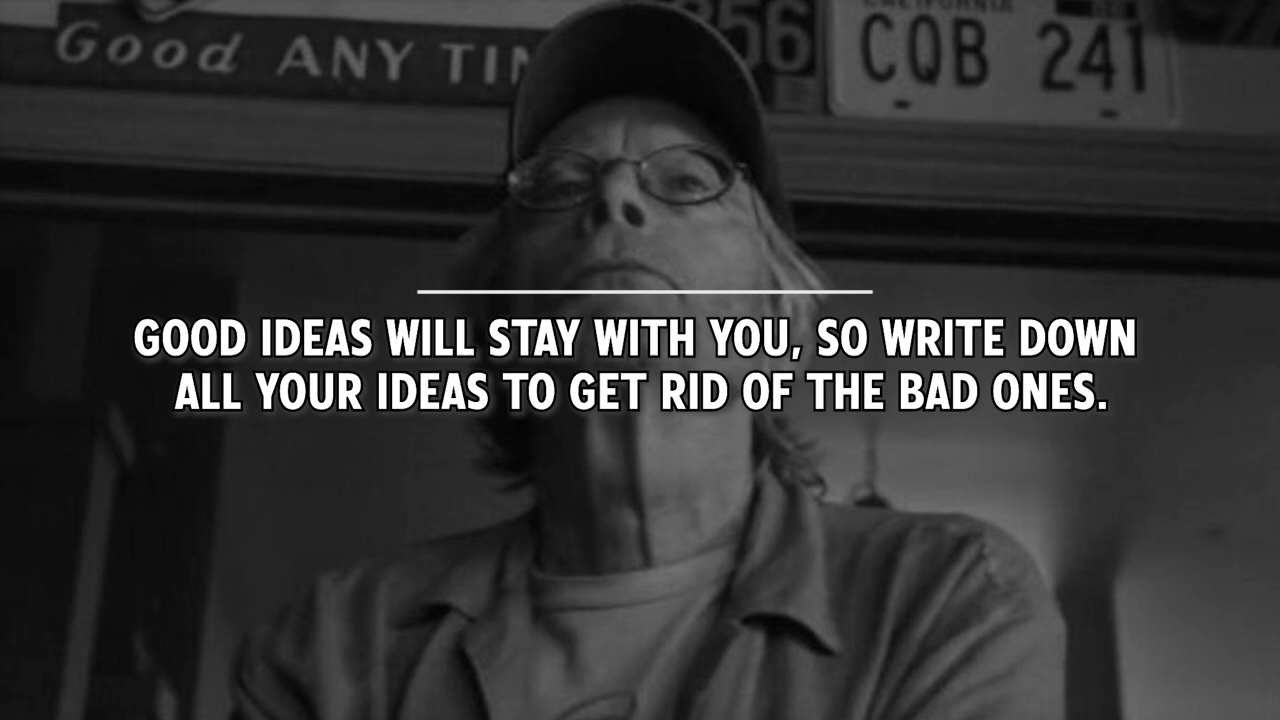 Good ANY TIM
56
CALIFORNIA
CQB 241
GOOD IDEAS WILL STAY WITH YOU, SO WRITE DOWN
ALL YOUR IDEAS TO GET RID OF THE BAD ONES.